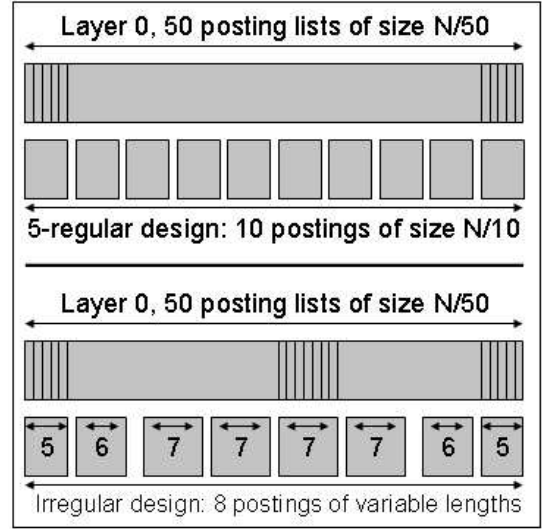 Layer 0, 50 posting lists of size N/50
5-regular design: 10 postings of size N/10
Layer 0, 50 posting lists of size N/50
5 6 7 7 7 7 6 5
Irregular design: 8 postings of variable lengths